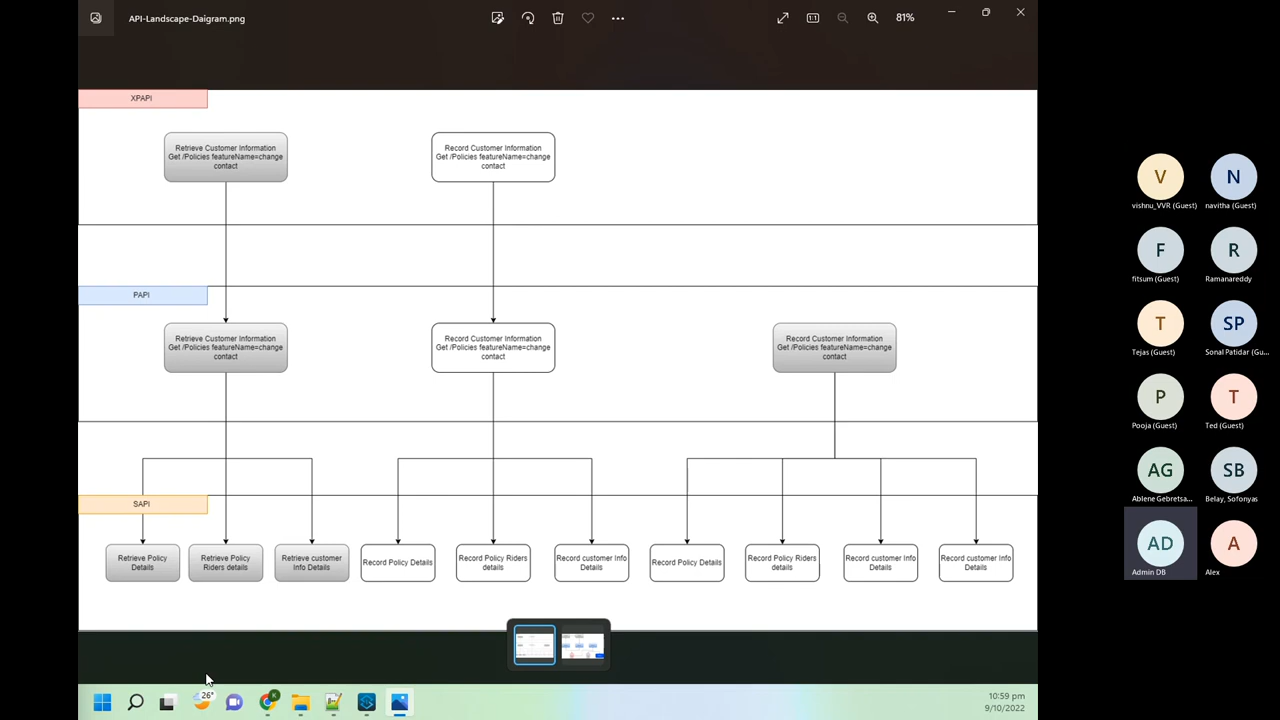 API-Landscape-Daigram.png
81%
XPAPI
Retrieve Customer Information
Get /Policies featureName=change
contact
Record Customer Information
Get /Policies featureName=change
contact
PAPI
Retrieve Customer Information
Get /Policies featureName=change
contact
Record Customer Information
Get /Policies featureName=change
contact
Record Customer Information
Get /Policies featureName=change
contact
SAPI
Retrieve Policy
Details
Retrieve Policy
Riders details
Retrieve customer
Info Details
Record Policy Details
Record Policy Riders
details
Record customer Info
Details
Record Policy Details
Record Policy Riders
details
Record customer Info
Details
Record customer Info
Details
V
vishnu_VVR (Guest)
N
navitha (Guest)
F
fitsum (Guest)
R
Ramanareddy
T
Tejas (Guest)
SP
Sonal Patidar (Gu...
P
Pooja (Guest)
T
Ted (Guest)
AG
Ablene Gebretsa...
SB
Belay, Sofonyas
AD
Admin DB
A
Alex
26°
K
10:59 pm
9/10/2022